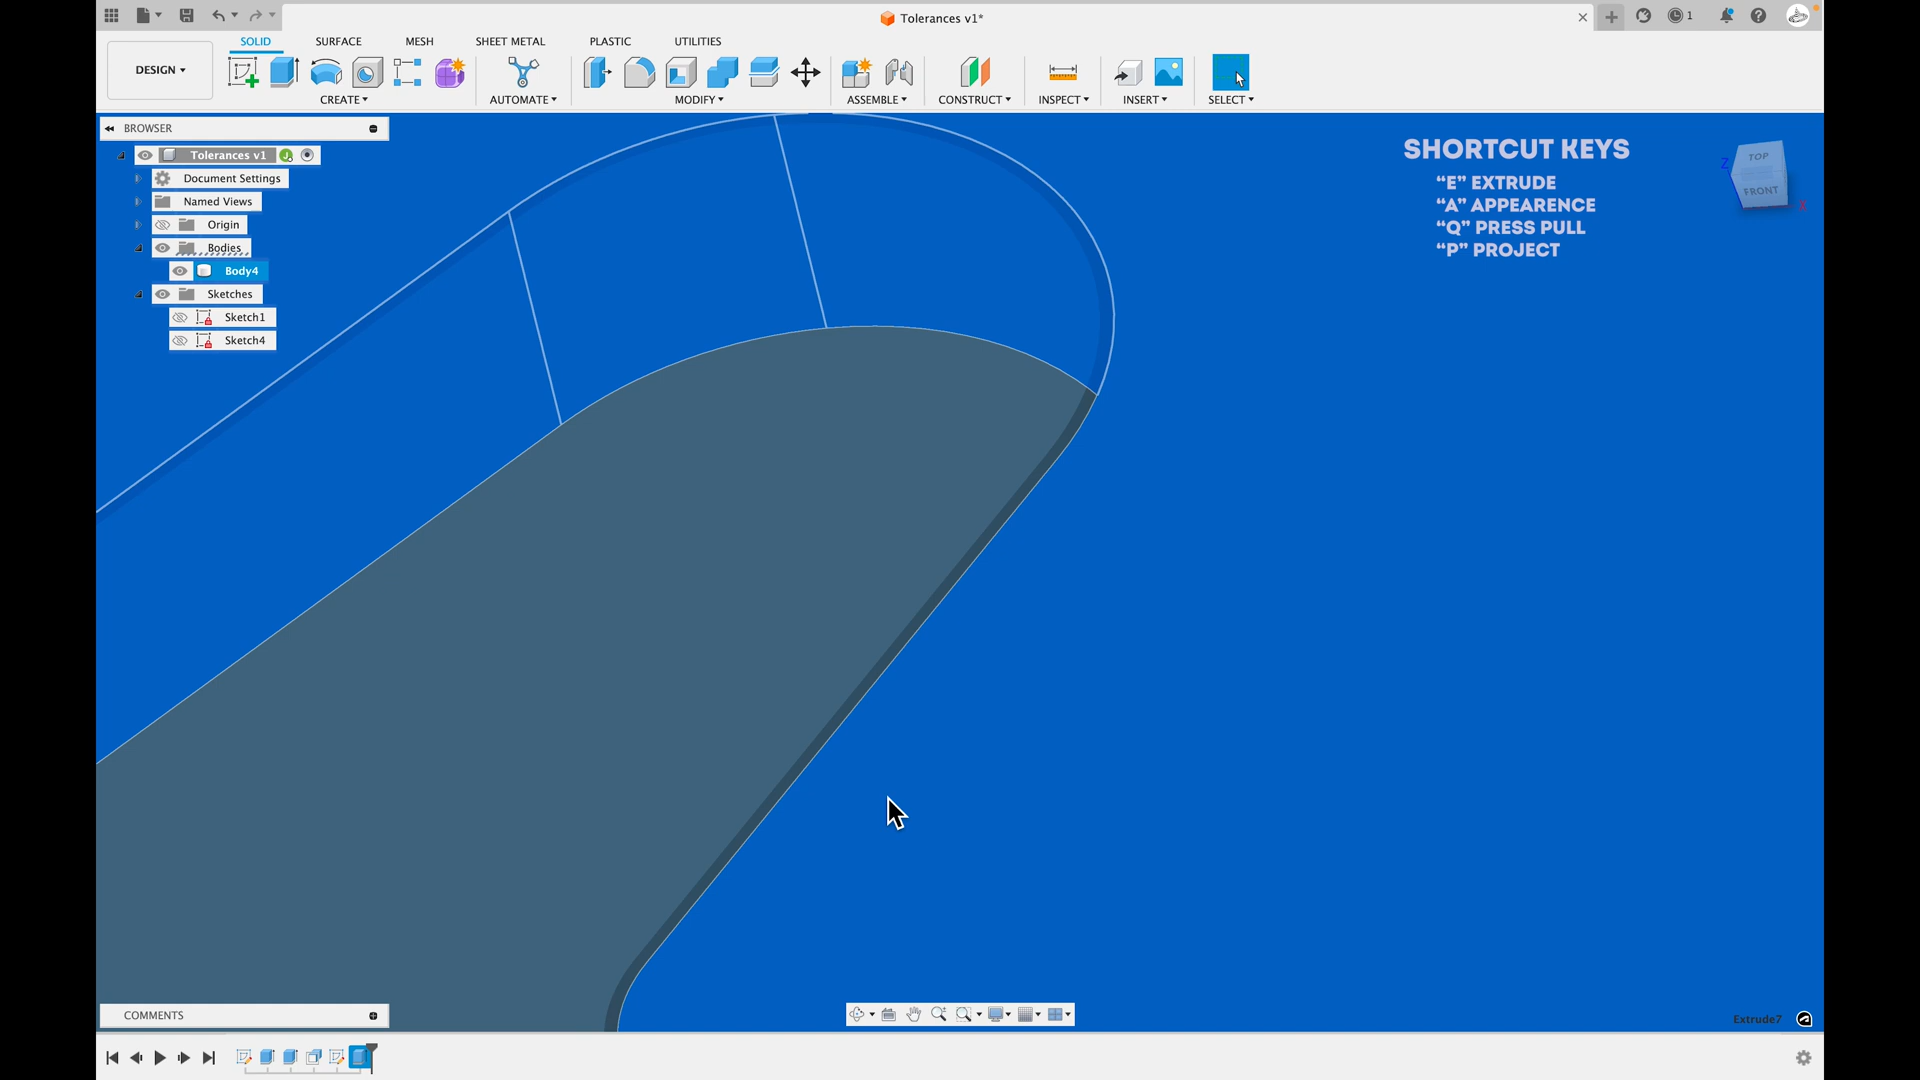 Tolerances v1*
1
DESIGN
SOLID
SURFACE
MESH
SHEET METAL
PLASTIC
UTILITIES
CREATE
AUTOMATE
MODIFY
ASSEMBLE
CONSTRUCT
INSPECT
INSERT
SELECT
BROWSER
Tolerances v1
Document Settings
Named Views
Origin
Bodies
Body4
Sketches
Sketch1
Sketch4
SHORTCUT KEYS
“E” EXTRUDE
“A” APPEARENCE
“Q” PRESS PULL
“P” PROJECT
TOP
FRONT
Z
X
COMMENTS
Extrude7